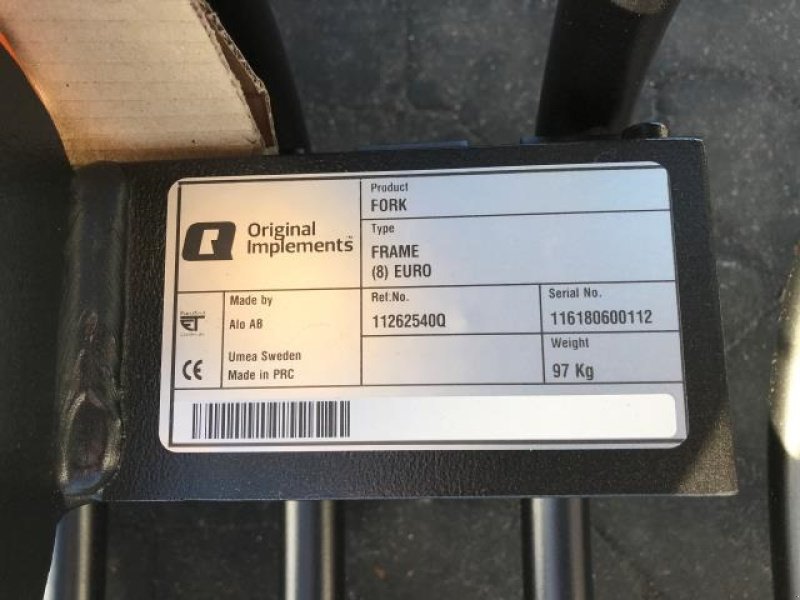 Q Original
Implements™
Product
FORK
Type
FRAME
(8) EURO
Made by
Alo AB
Umea Sweden
Made in PRC
CE
Ref.No.
11262540Q
Serial No.
116180600112
Weight
97 Kg